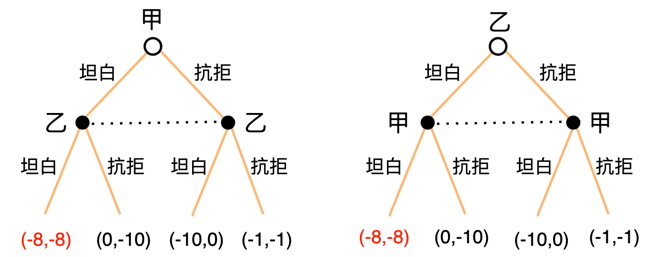 甲
坦白 抗拒
乙 乙
坦白 抗拒 坦白 抗拒
(-8,-8) (0,-10) (-10,0) (-1,-1)
乙
坦白 抗拒
甲 甲
坦白 抗拒 坦白 抗拒
(-8,-8) (0,-10) (-10,0) (-1,-1)